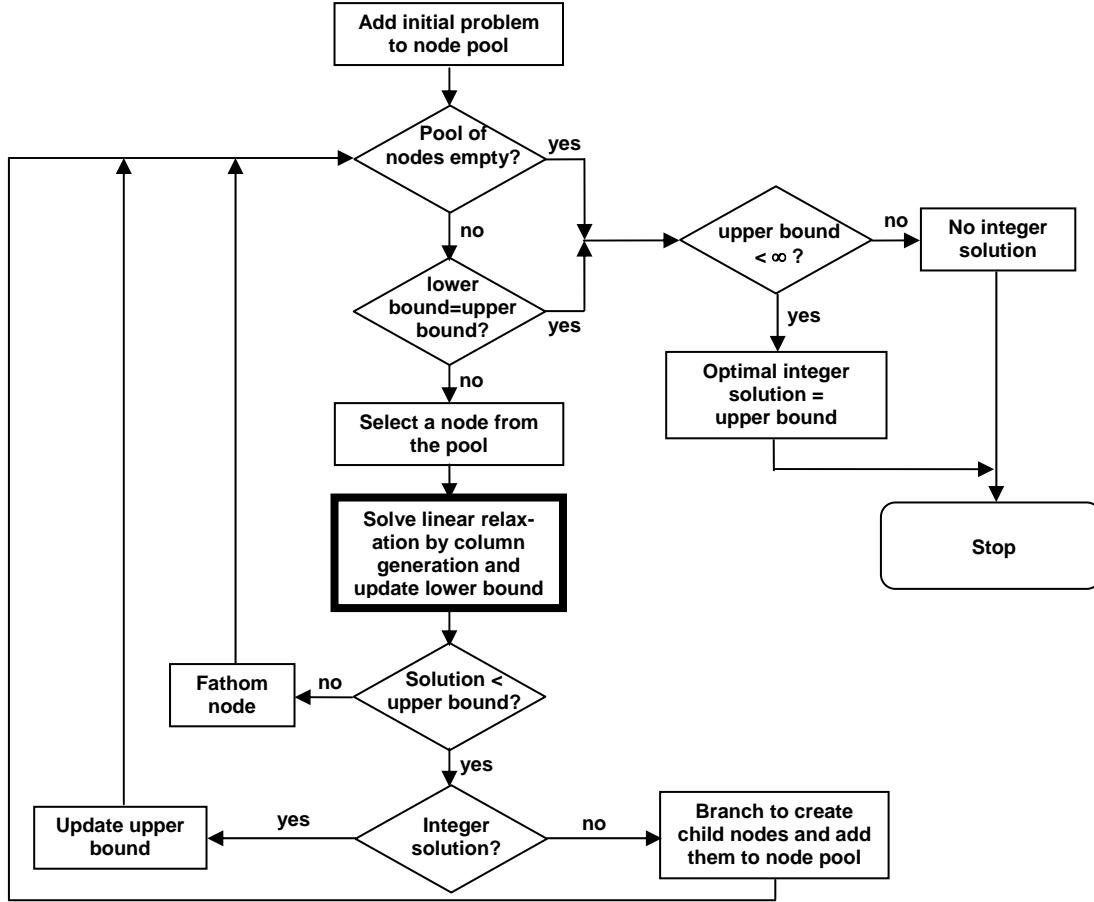 Add initial problem
to node pool
Pool of
nodes empty?
yes
no
upper bound
< ∞ ?
no
No integer
solution
lower
bound=upper
bound?
yes
yes
no
Optimal integer
solution =
upper bound
Select a node from
the pool
Solve linear relax-
ation by column
generation and
update lower bound
Stop
Solution <
upper bound?
no
Fathom
node
yes
Integer
solution?
yes
Update upper
bound
no
Branch to create
child nodes and add
them to node pool